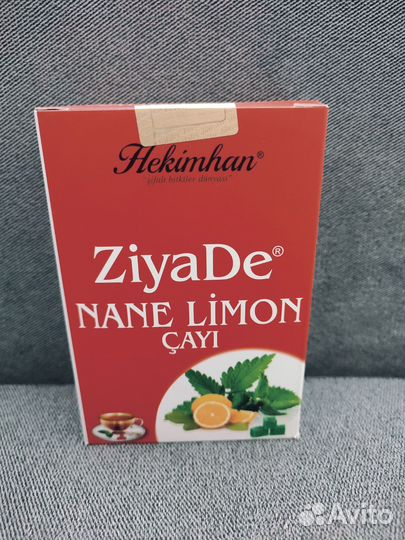 Hekimhan®
"şifalı bitkiler dünyası"
ZiyaDe®
NANE LİMON
ÇAYI
Avito